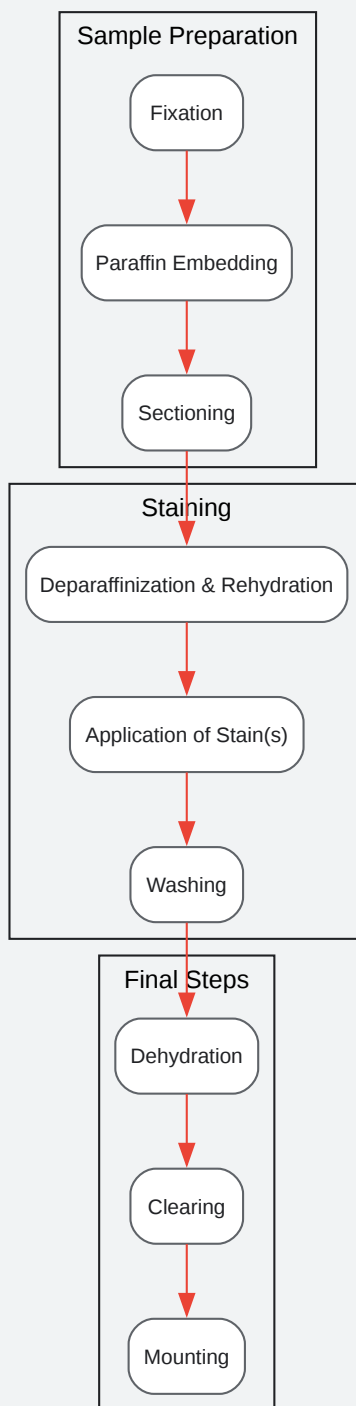 Sample Preparation
Fixation
Paraffin Embedding
Sectioning
Staining
Deparaffinization & Rehydration
Application of Stain(s)
Washing
Final Steps
Dehydration
Clearing
Mounting